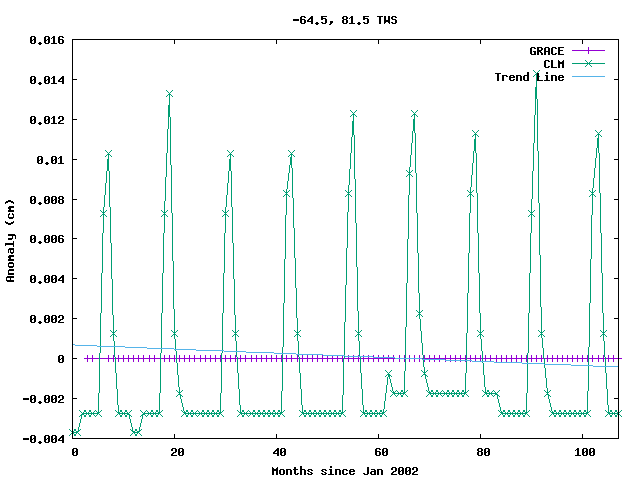 -64.5, 81.5 TWS
0.016
0.014
0.012
0.01
0.008
0.006
0.004
0.002
0
-0.002
-0.004
Anomaly (cm)
GRACE
CLM
Trend Line
0 20 40 60 80 100
Months since Jan 2002